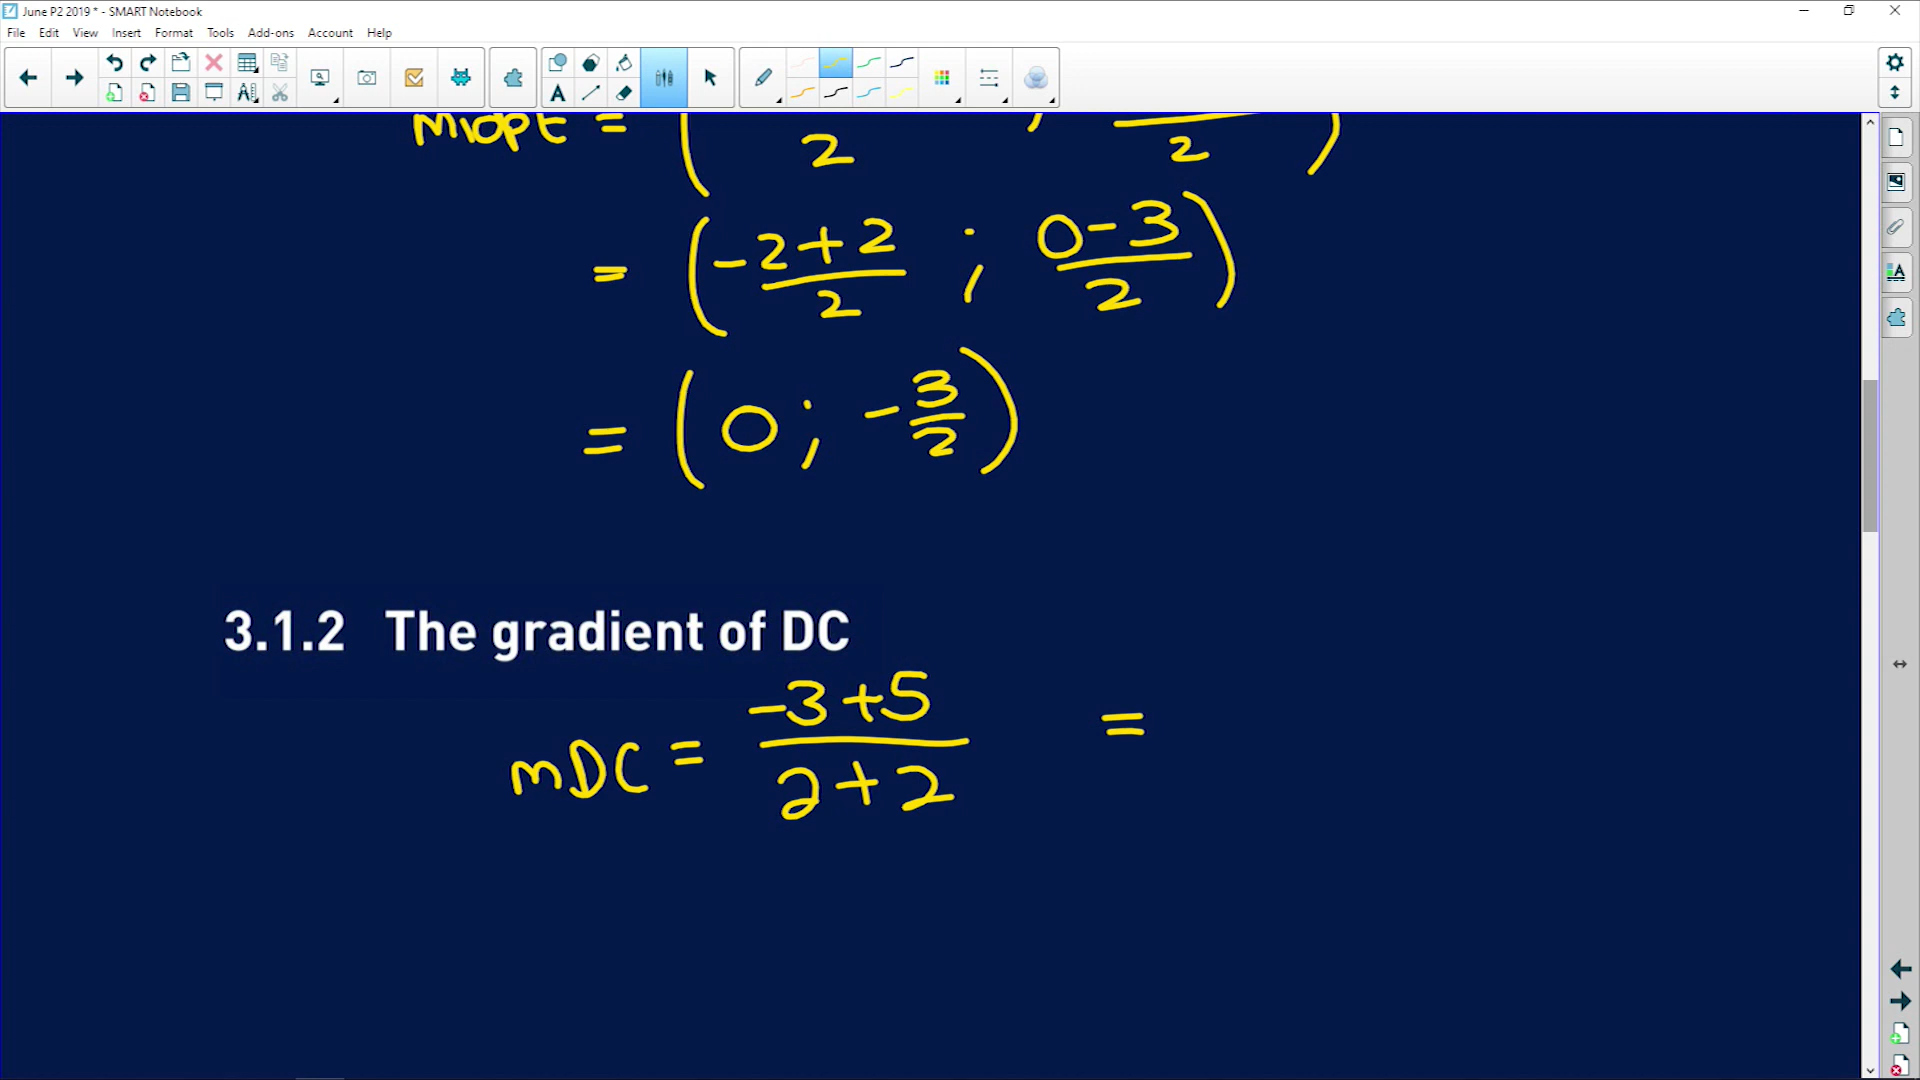 June P2 2019 * - SMART Notebook
File Edit View Insert Format Tools Add-ons Account Help
Midpt = ( 2 ; 2 )
= ( -2+2/2 ; 0-3/2 )
= ( 0 ; -3/2 )
3.1.2 The gradient of DC
mDC = -3+5/2+2 =